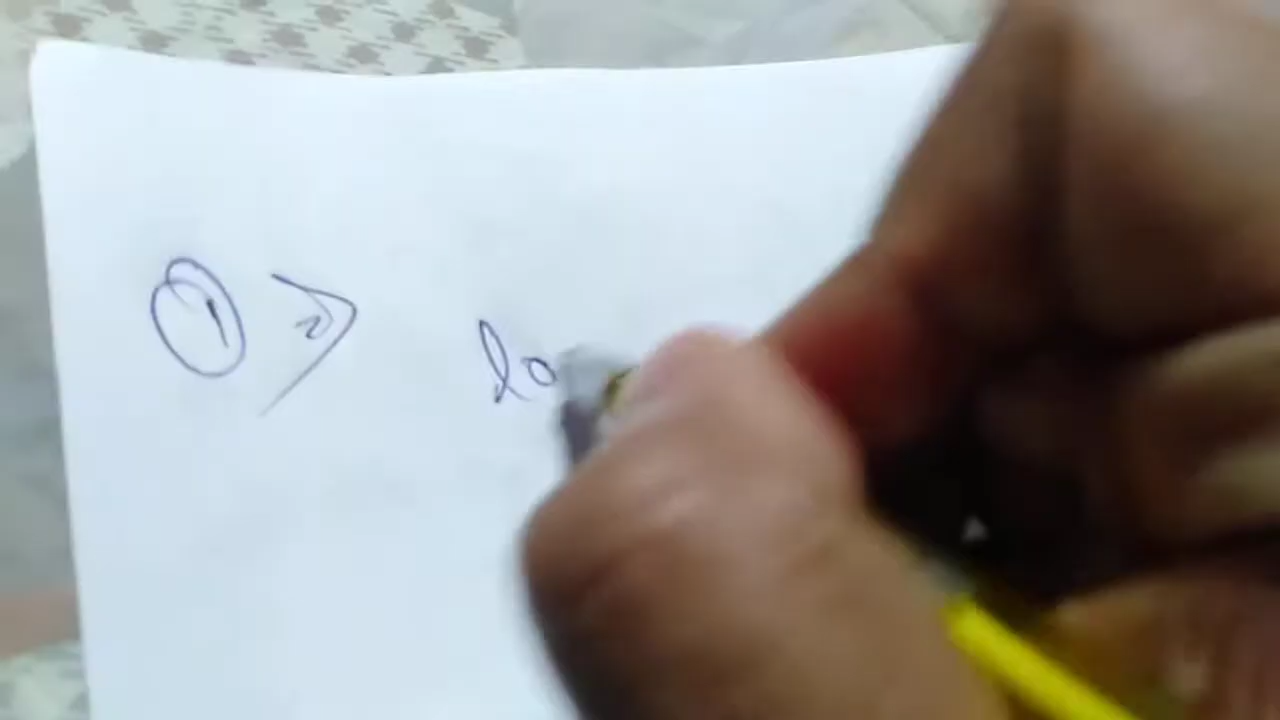 ① ⇒ lo